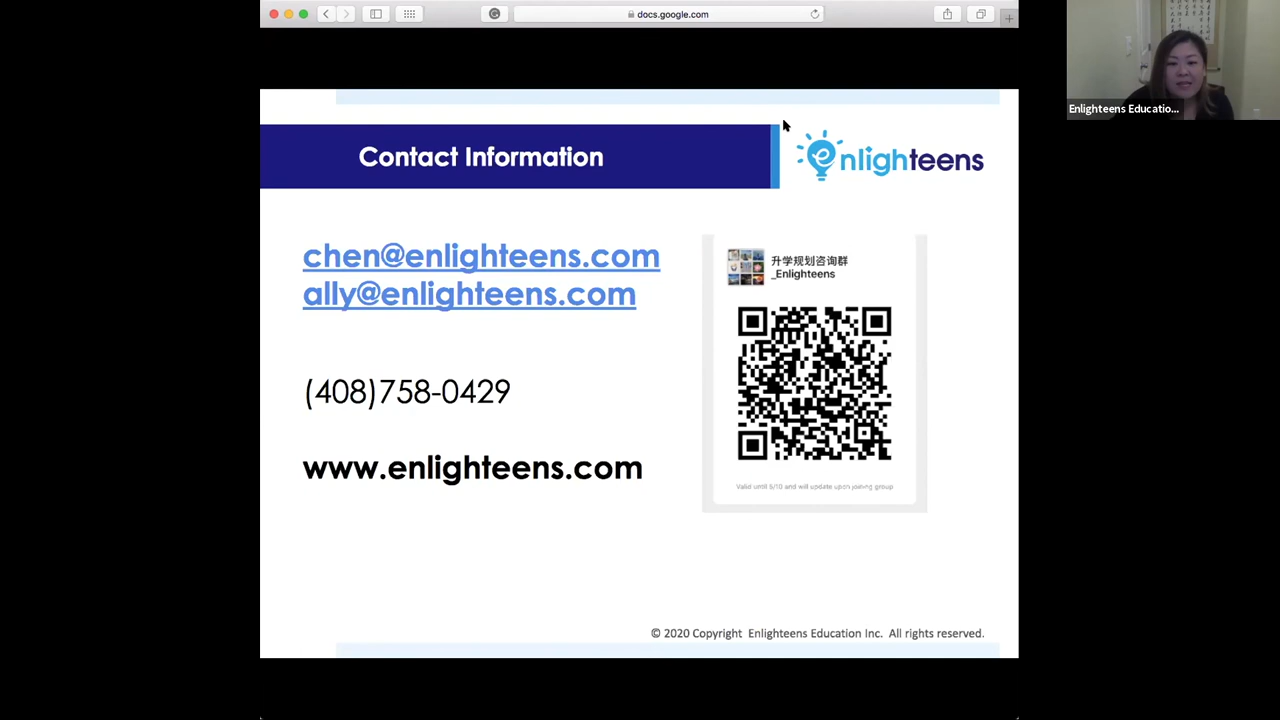 docs.google.com
Enlighteens Educatio...
Contact Information
enlighteens
chen@enlighteens.com
ally@enlighteens.com
(408)758-0429
www.enlighteens.com
升学规划咨询群
_Enlighteens
Valid until 5/10 and will update upon joining group
© 2020 Copyright Enlighteens Education Inc. All rights reserved.